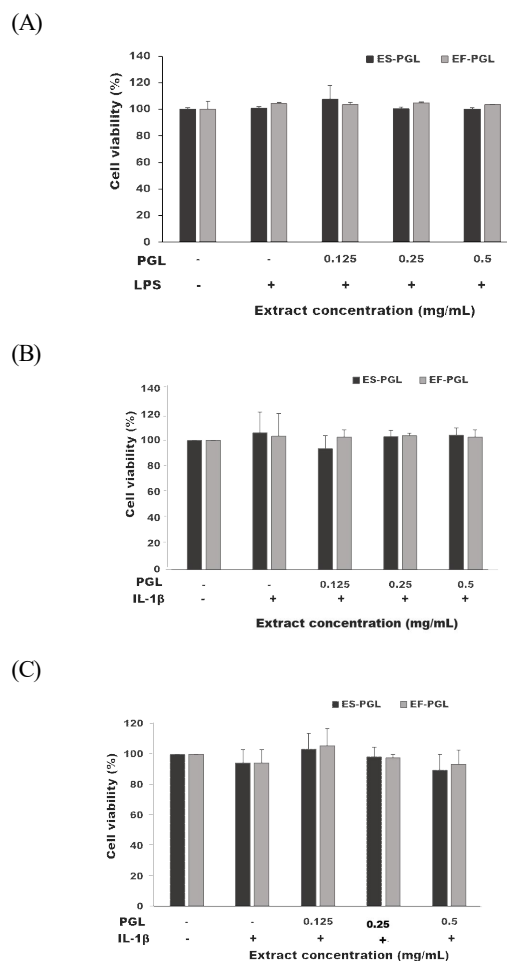 (A)
ES-PGL EF-PGL
140
120
100
80
60
40
20
0
Cell viability (%)
PGL - - 0.125 0.25 0.5
LPS - + + + +
Extract concentration (mg/mL)
(B)
ES-PGL EF-PGL
140
120
100
80
60
40
20
0
Cell viability (%)
PGL - - 0.125 0.25 0.5
IL-1β - + + + +
Extract concentration (mg/mL)
(C)
ES-PGL EF-PGL
120
100
80
60
40
20
0
Cell viability (%)
PGL - - 0.125 0.25 0.5
IL-1β - + + + +
Extract concentration (mg/mL)